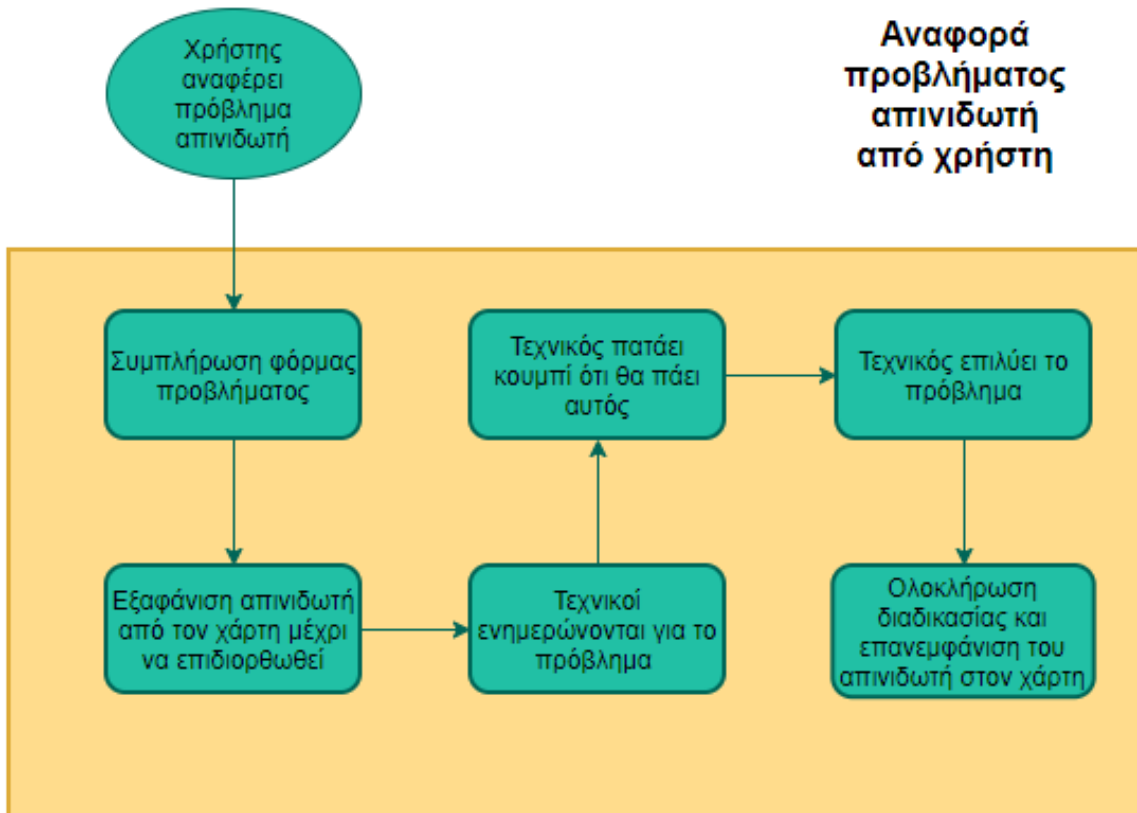 Χρήστης
αναφέρει
πρόβλημα
απινιδωτή
Αναφορά
προβλήματος
απινιδωτή
από χρήστη
Συμπλήρωση φόρμας
προβλήματος
Τεχνικός πατάει
κουμπί ότι θα πάει
αυτός
Τεχνικός επιλύει το
πρόβλημα
Εξαφάνιση απινιδωτή
από τον χάρτη μέχρι
να επιδιορθωθεί
Τεχνικοί
ενημερώνονται για το
πρόβλημα
Ολοκλήρωση
διαδικασίας και
επανεμφάνιση του
απινιδωτή στον χάρτη